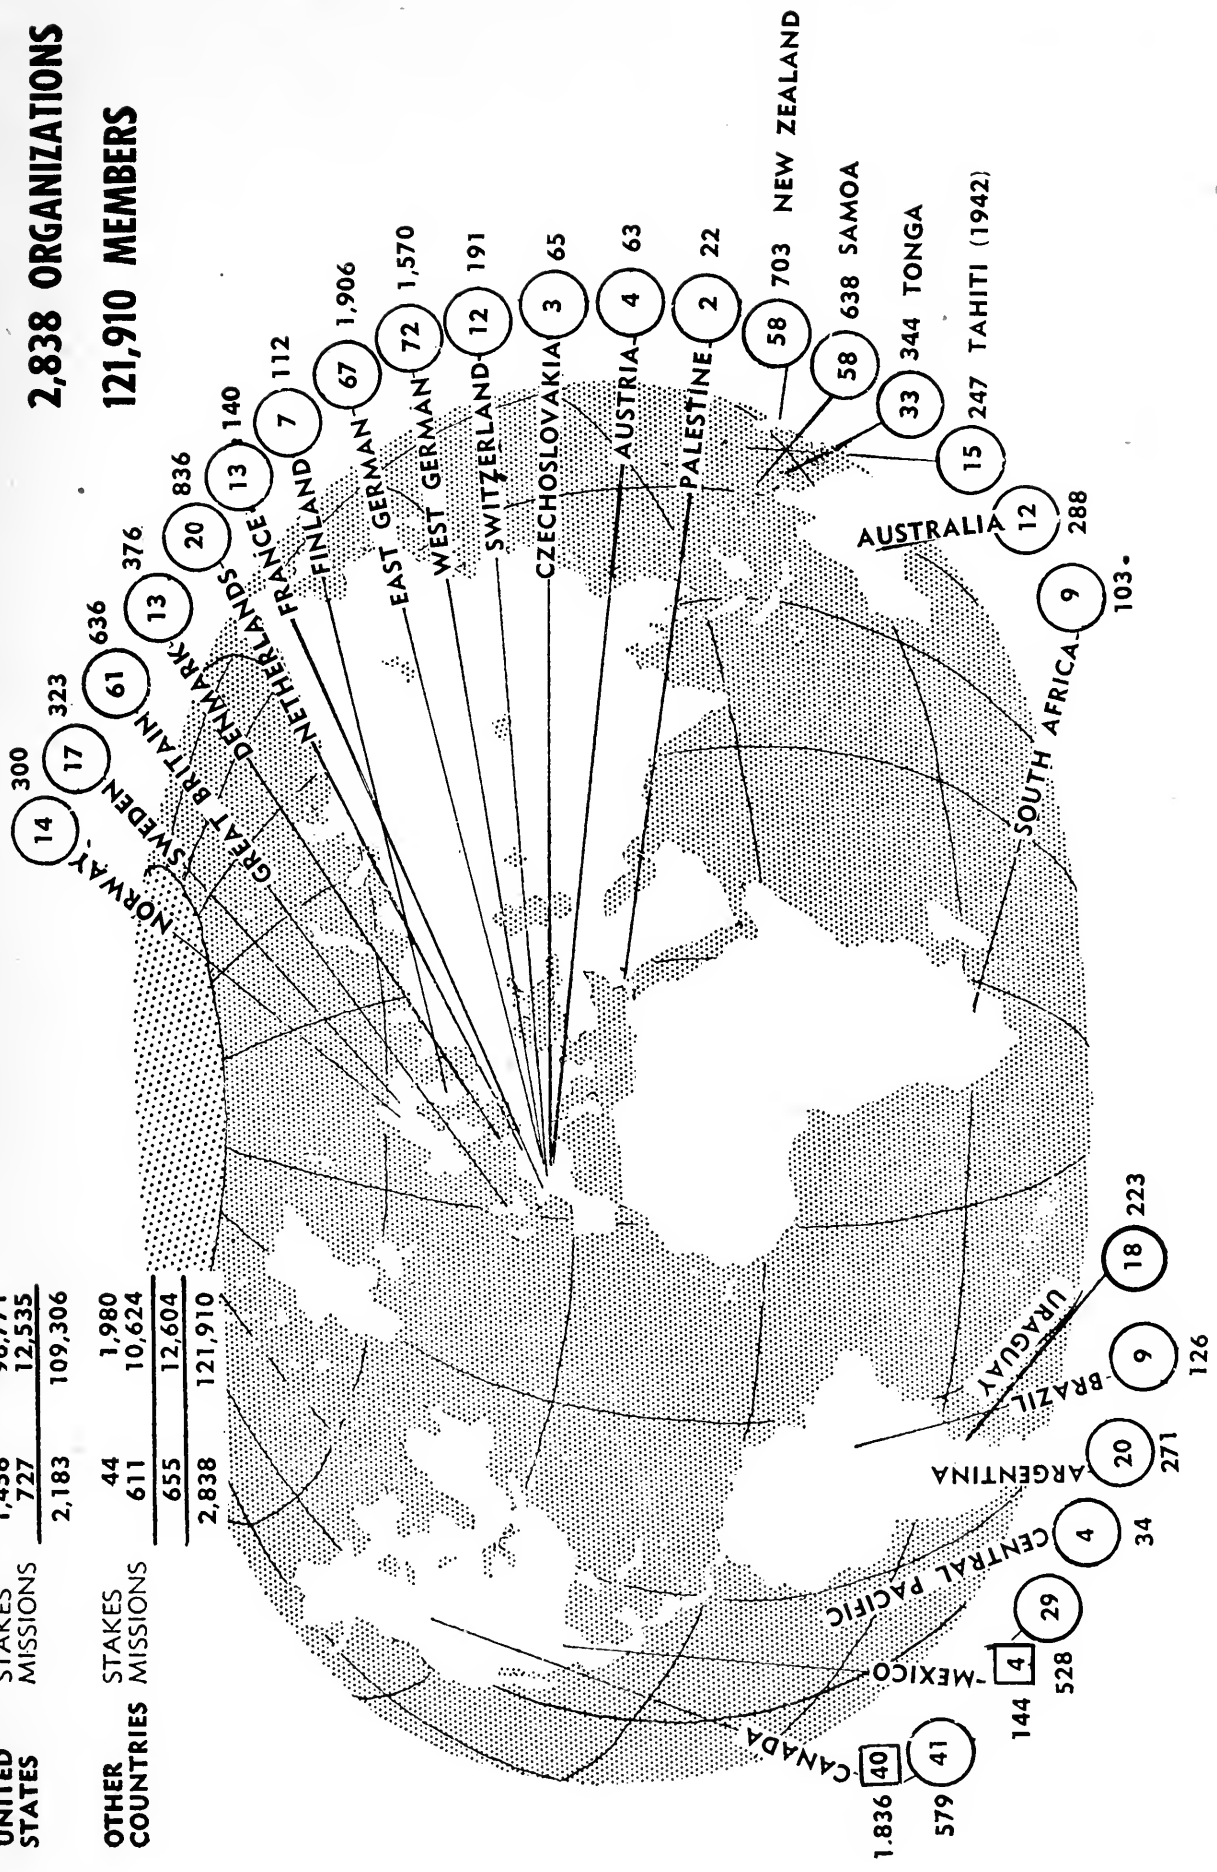 2,838 ORGANIZATIONS
121,910 MEMBERS
UNITED STATES
STAKES
MISSIONS 727 12,535
2,183 109,306
OTHER COUNTRIES
STAKES 44 1,980
MISSIONS 611 10,624
655 12,604
2,838 121,910
NORWAY 14 300
SWEDEN 17 323
GREAT BRITAIN 61 636
DENMARK 13 376
NETHERLANDS 20 836
FRANCE 13 140
FINLAND 7 112
EAST GERMAN 67 1,906
WEST GERMAN 72 1,570
SWITZERLAND 12 191
CZECHOSLOVAKIA 3 65
AUSTRIA 4 63
PALESTINE 2 22
58 703 NEW ZEALAND
58 638 SAMOA
33 344 TONGA
15 247 TAHITI (1942)
AUSTRALIA 12 288
SOUTH AFRICA 9 103
URAGUAY 18 223
BRAZIL 9 126
ARGENTINA 20 271
CENTRAL PACIFIC 4 34
MEXICO 4 144
29 528
CANADA 40 1.836
41 579